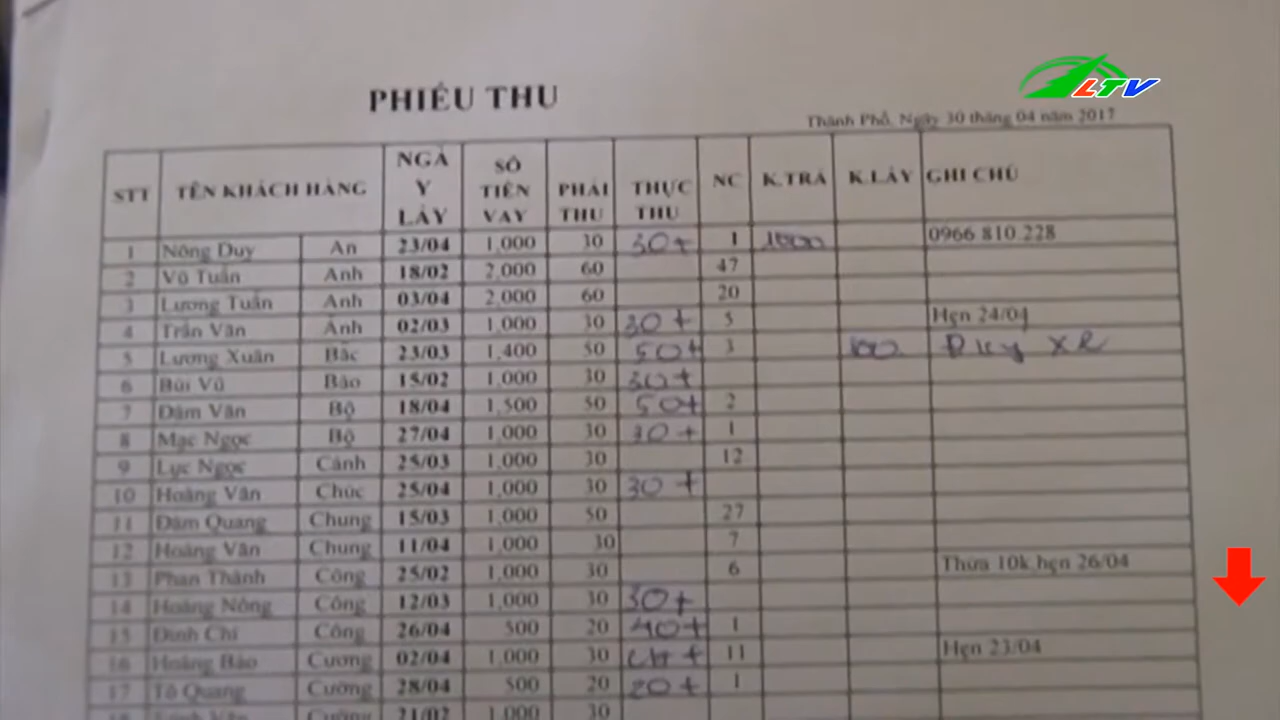 LTV
PHIẾU THU
Thành Phố, Ngày 30 tháng 04 năm 2017
STT TÊN KHÁCH HÀNG NGÀY LẤY SỐ TIỀN VAY PHẢI THU THỰC THU NC K.TRẢ K.LẤY GHI CHÚ
1 Nông Duy An 23/04 1,000 30 30+ 1 1000 0966 810 228
2 Võ Tuấn Anh 18/02 2,000 60 47
3 Lương Tuấn Anh 03/04 2,000 60 20
4 Trần Văn Ánh 02/03 1,000 30 30+ 5 Hẹn 24/04
5 Lương Xuân Bắc 23/03 1,400 50 50+ 3
6 Bùi Vũ Bảo 15/02 1,000 30 30+
7 Đàm Văn Bộ 18/04 1,500 50 50+ 2
8 Mạc Ngọc Bộ 27/04 1,000 30 30+ 1
9 Lục Ngọc Cảnh 25/03 1,000 30 12
10 Hoàng Văn Chúc 25/04 1,000 30 30+
11 Đàm Quang Chung 15/03 1,000 50 27
12 Hoàng Văn Chung 11/04 1,000 30 7
13 Phan Thành Công 25/02 1,000 30 6 Thừa 10k hẹn 26/04
14 Hoàng Nông Công 12/03 1,000 30 30+
15 Đinh Chí Công 26/04 500 20 40+ 1
16 Hoàng Bảo Cương 02/04 1,000 30 11 Hẹn 23/04
17 Tô Quang Cường 28/04 500 20 20+ 1
21/02 1,000 30